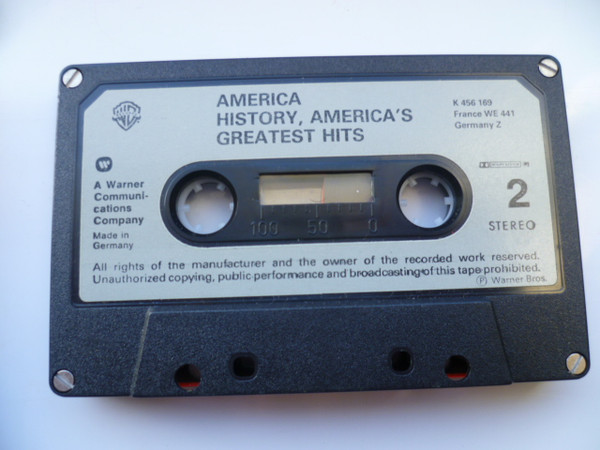 AMERICA
HISTORY, AMERICA'S
GREATEST HITS
K 456 169
France WE 441
Germany Z
A Warner
Communi-
cations
Company
Made in
Germany
2
STEREO
100 50 0
All rights of the manufacturer and the owner of the recorded work reserved.
Unauthorized copying, public performance and broadcasting of this tape prohibited.
Ⓟ Warner Bros.